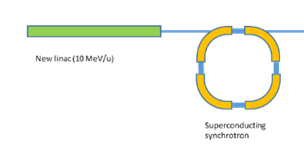 New linac (10 MeV/u)
Superconducting
synchrotron